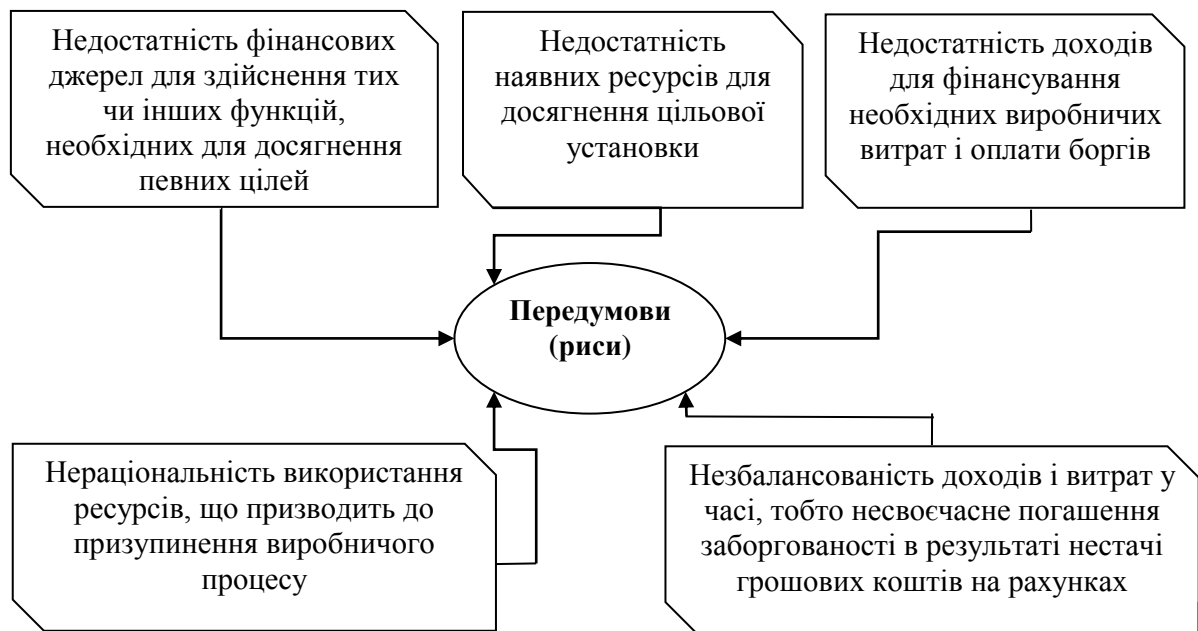 Недостатність фінансових
джерел для здійснення тих
чи інших функцій,
необхідних для досягнення
певних цілей
Недостатність
наявних ресурсів для
досягнення цільової
установки
Недостатність доходів
для фінансування
необхідних виробничих
витрат і оплати боргів
Передумови
(риси)
Нераціональність використання
ресурсів, що призводить до
призупинення виробничого
процесу
Незбалансованість доходів і витрат у
часі, тобто несвоєчасне погашення
заборгованості в результаті нестачі
грошових коштів на рахунках